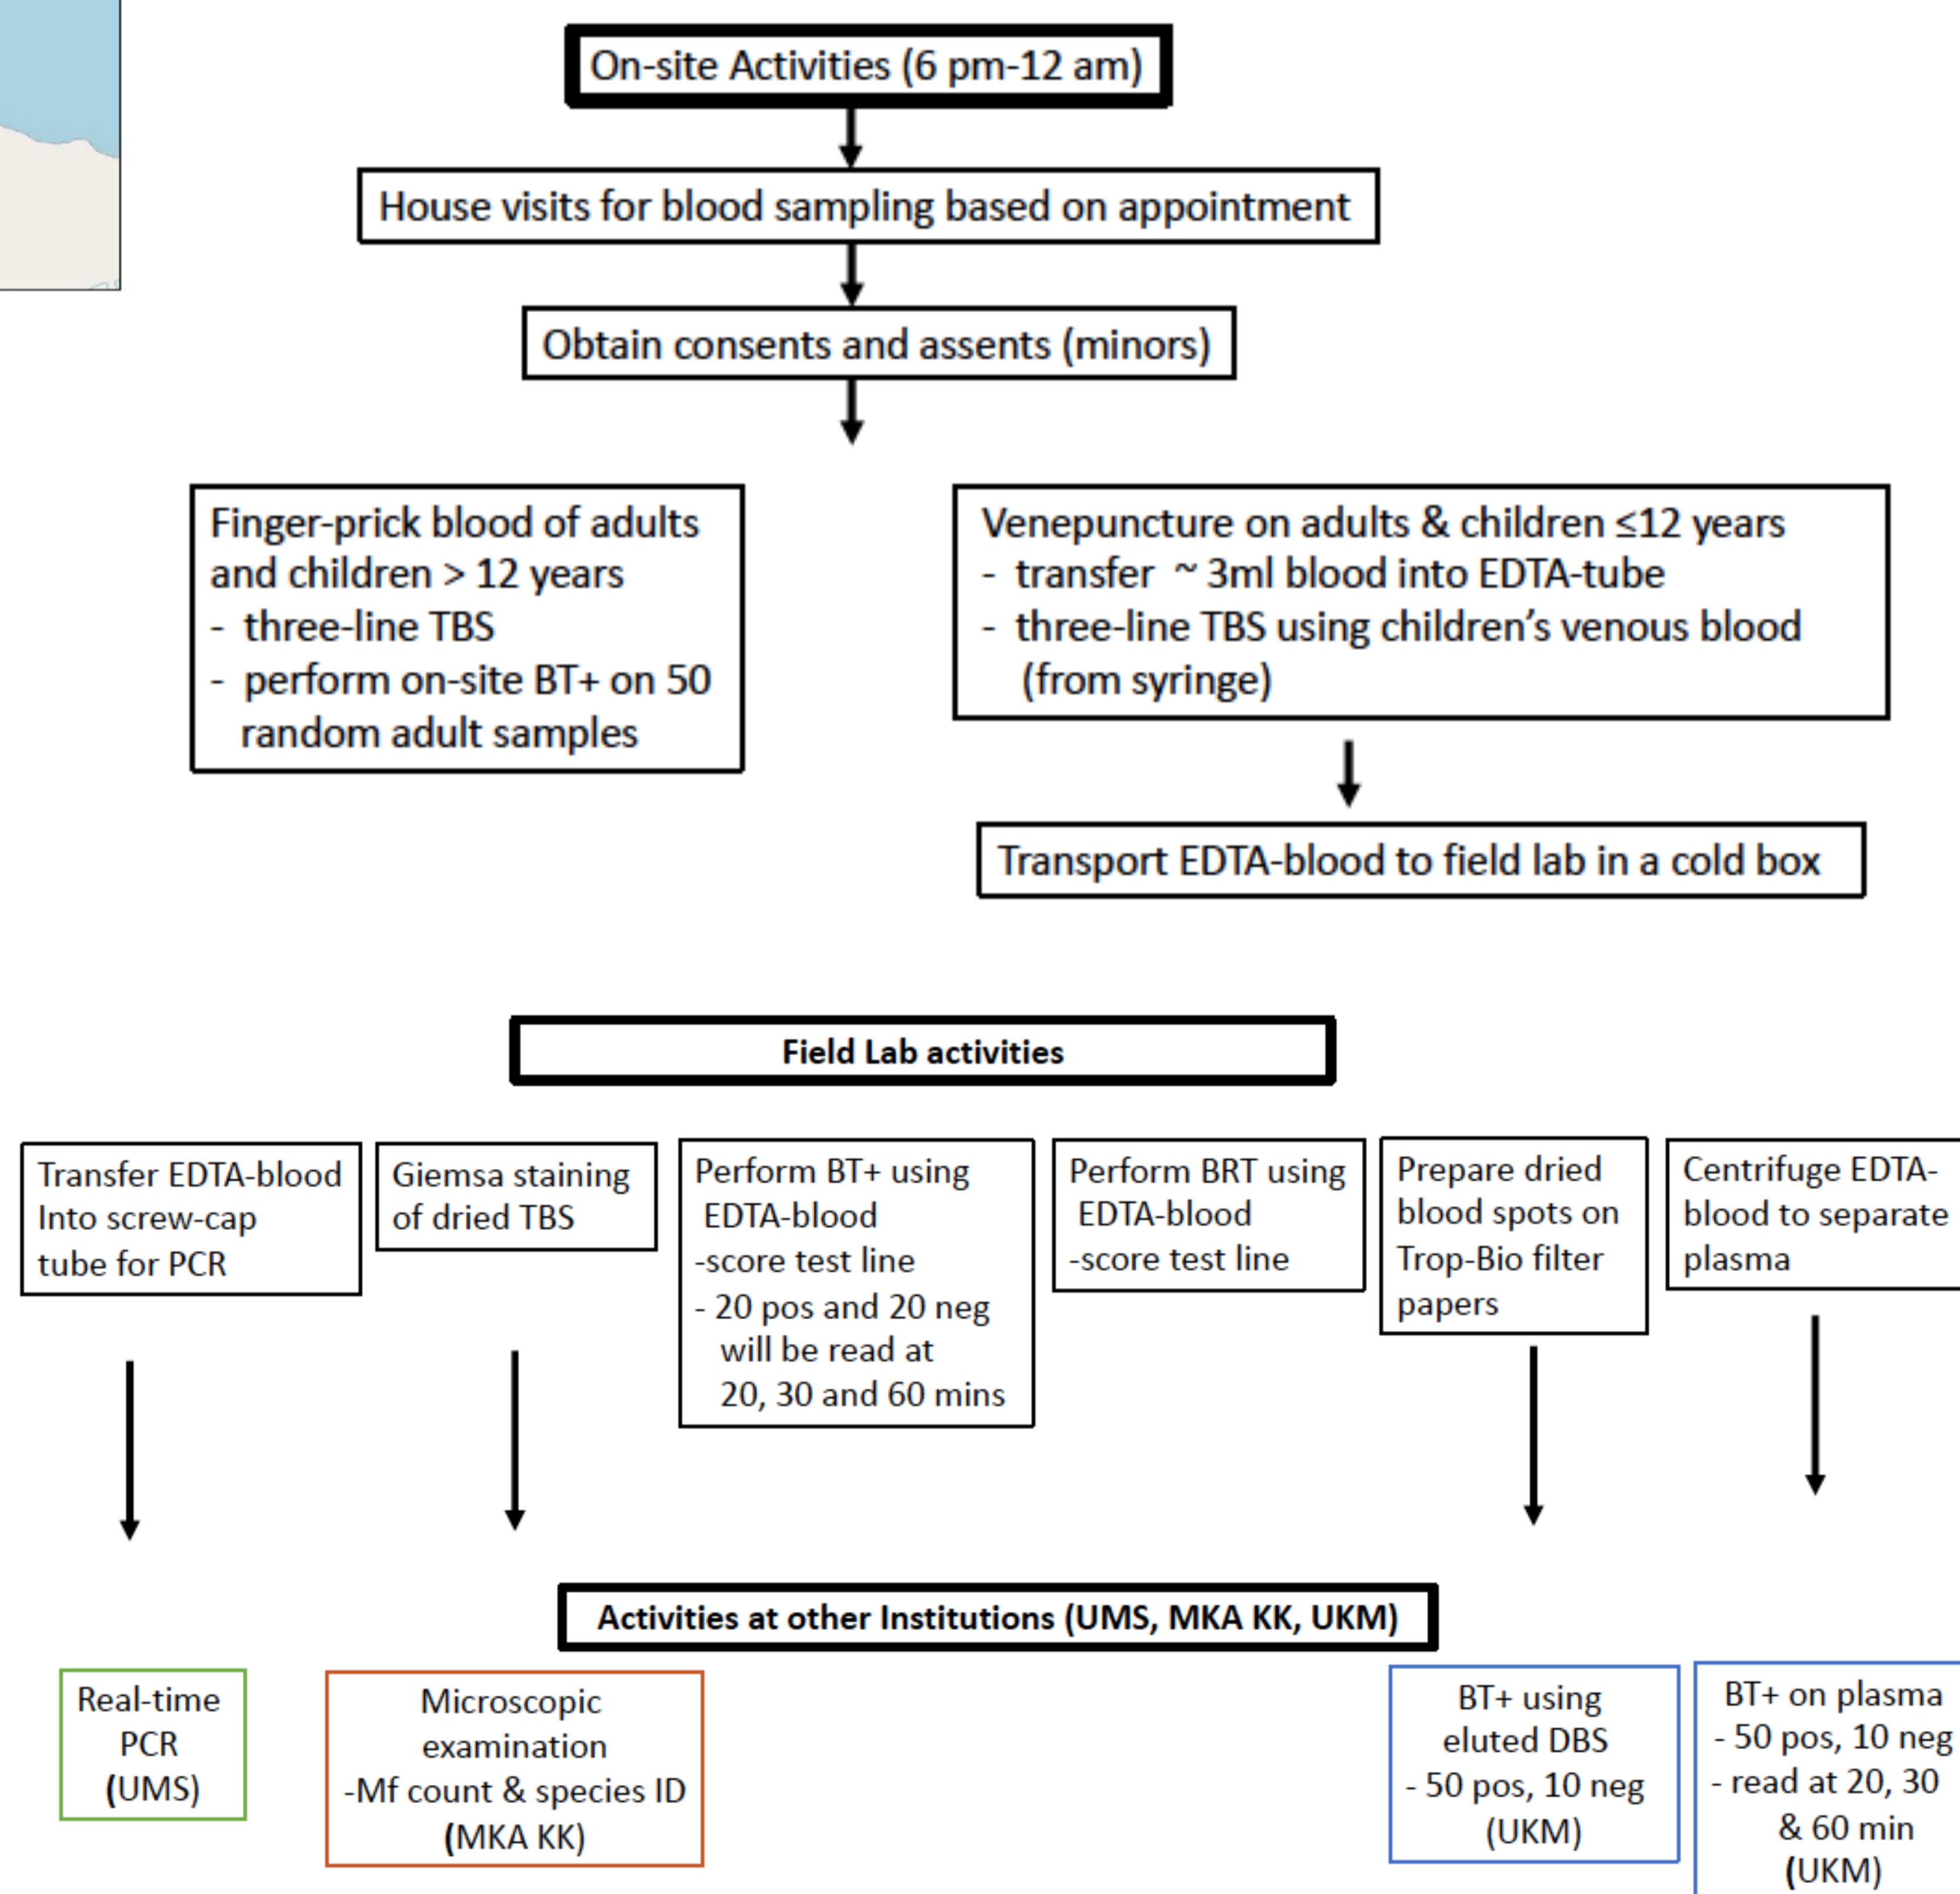 On-site Activities (6 pm-12 am)
House visits for blood sampling based on appointment
Obtain consents and assents (minors)
Finger-prick blood of adults
and children > 12 years
- three-line TBS
- perform on-site BT+ on 50
random adult samples
Venepuncture on adults & children ≤12 years
- transfer ~ 3ml blood into EDTA-tube
- three-line TBS using children's venous blood
(from syringe)
Transport EDTA-blood to field lab in a cold box
Field Lab activities
Transfer EDTA-blood
Into screw-cap
tube for PCR
Giemsa staining
of dried TBS
Perform BT+ using
EDTA-blood
-score test line
- 20 pos and 20 neg
will be read at
20, 30 and 60 mins
Perform BRT using
EDTA-blood
-score test line
Prepare dried
blood spots on
Trop-Bio filter
papers
Centrifuge EDTA-
blood to separate
plasma
Activities at other Institutions (UMS, MKA KK, UKM)
Real-time
PCR
(UMS)
Microscopic
examination
-Mf count & species ID
(MKA KK)
BT+ using
eluted DBS
- 50 pos, 10 neg
(UKM)
BT+ on plasma
- 50 pos, 10 neg
- read at 20, 30
& 60 min
(UKM)